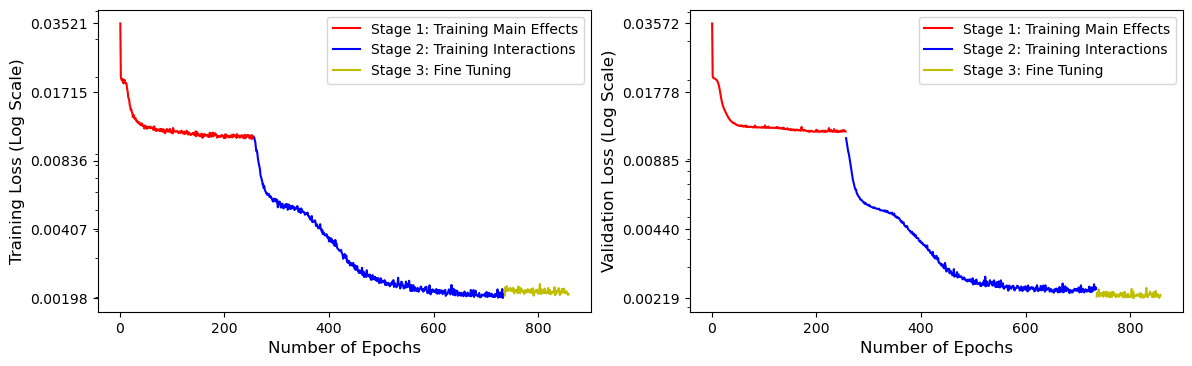 Training Loss (Log Scale)
0.03521
0.01715
0.00836
0.00407
0.00198
Stage 1: Training Main Effects
Stage 2: Training Interactions
Stage 3: Fine Tuning
0 200 400 600 800
Number of Epochs
Validation Loss (Log Scale)
0.03572
0.01778
0.00885
0.00440
0.00219
Stage 1: Training Main Effects
Stage 2: Training Interactions
Stage 3: Fine Tuning
0 200 400 600 800
Number of Epochs